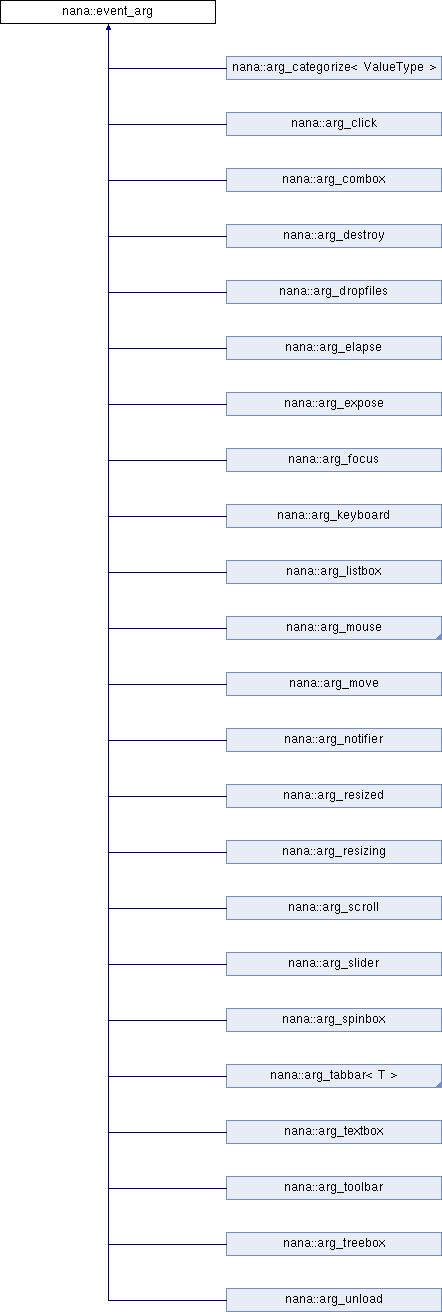 nana::event_arg
nana::arg_categorize< ValueType >
nana::arg_click
nana::arg_combox
nana::arg_destroy
nana::arg_dropfiles
nana::arg_elapse
nana::arg_expose
nana::arg_focus
nana::arg_keyboard
nana::arg_listbox
nana::arg_mouse
nana::arg_move
nana::arg_notifier
nana::arg_resized
nana::arg_resizing
nana::arg_scroll
nana::arg_slider
nana::arg_spinbox
nana::arg_tabbar< T >
nana::arg_textbox
nana::arg_toolbar
nana::arg_treebox
nana::arg_unload